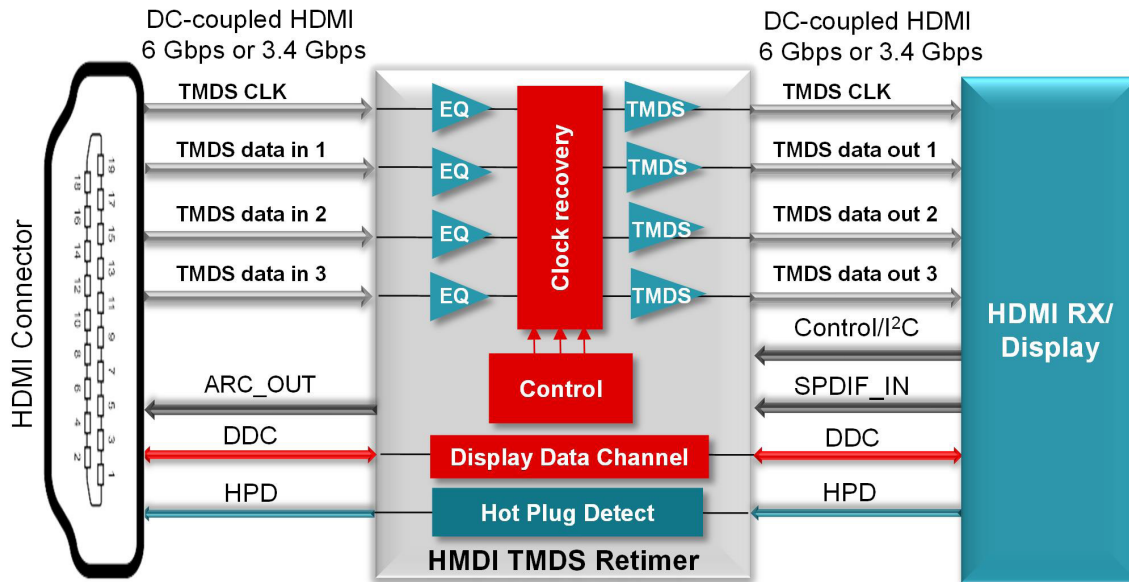 DC-coupled HDMI
6 Gbps or 3.4 Gbps
DC-coupled HDMI
6 Gbps or 3.4 Gbps
HDMI Connector
19
18
17
16
15
14
13
12
11
10
9
8
7
6
5
4
3
2
1
TMDS CLK
TMDS data in 1
TMDS data in 2
TMDS data in 3
ARC_OUT
DDC
HPD
EQ
EQ
EQ
EQ
Clock recovery
TMDS
TMDS
TMDS
TMDS
Control
Display Data Channel
Hot Plug Detect
HMDI TMDS Retimer
TMDS CLK
TMDS data out 1
TMDS data out 2
TMDS data out 3
Control/I²C
SPDIF_IN
DDC
HPD
HDMI RX/
Display